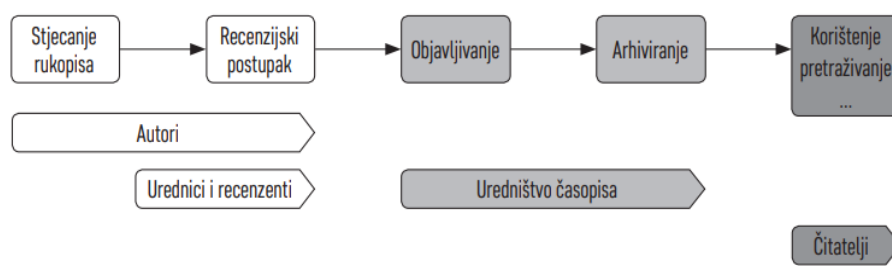 Stjecanje
rukopisa
Recenzijski
postupak
Objavljivanje
Arhiviranje
Korištenje
pretraživanje
...
Autori
Urednici i recenzenti
Uredništvo časopisa
Čitatelji